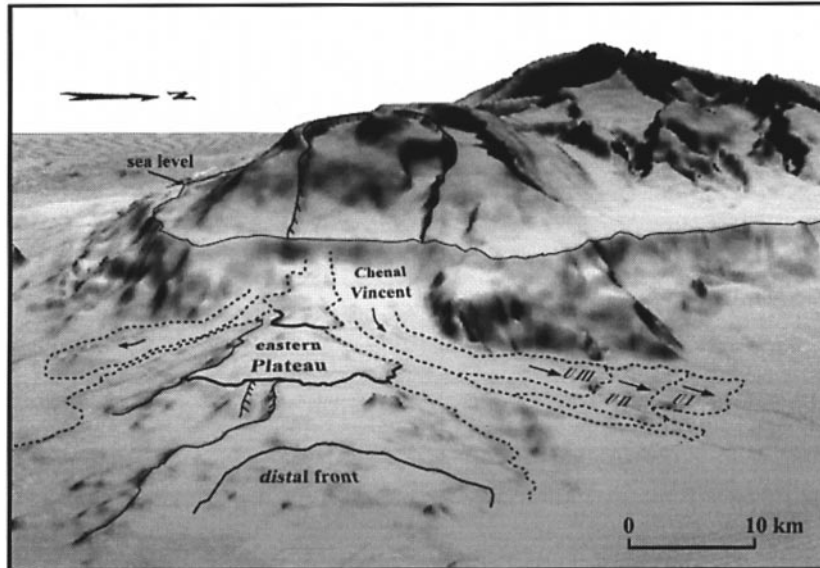 N
sea level
Chenal
Vincent
eastern
Plateau
UIII
UII
UI
distal front
0 10 km